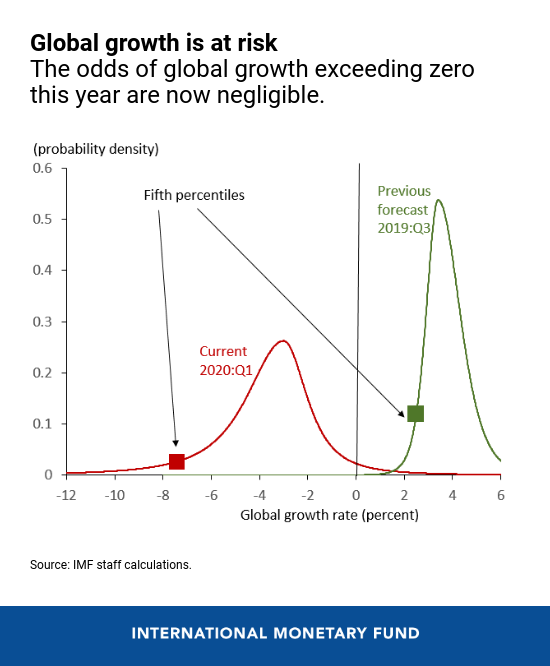 Global growth is at risk
The odds of global growth exceeding zero
this year are now negligible.
(probability density)
0.6
0.5
0.4
0.3
0.2
0.1
0
Fifth percentiles
Previous
forecast
2019:Q3
Current
2020:Q1
-12 -10 -8 -6 -4 -2 0 2 4 6
Global growth rate (percent)
Source: IMF staff calculations.
INTERNATIONAL MONETARY FUND